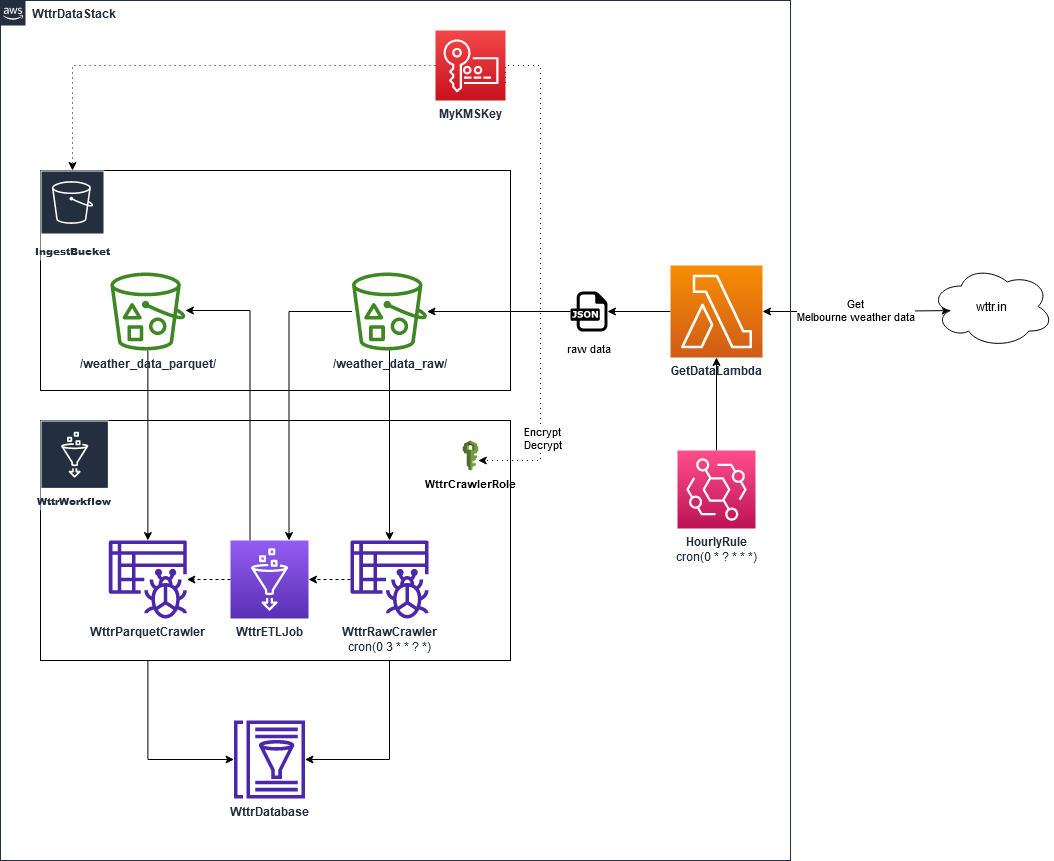 aws
WttrDataStack
MyKMSKey
IngestBucket
/weather_data_parquet/
/weather_data_raw/
JSON
raw data
GetDataLambda
Get
Melbourne weather data
wttr.in
WttrWorkflow
Encrypt
Decrypt
WttrCrawlerRole
HourlyRule
cron(0 * ? * * *)
WttrParquetCrawler
WttrETLJob
WttrRawCrawler
cron(0 3 * * ? *)
WttrDatabase